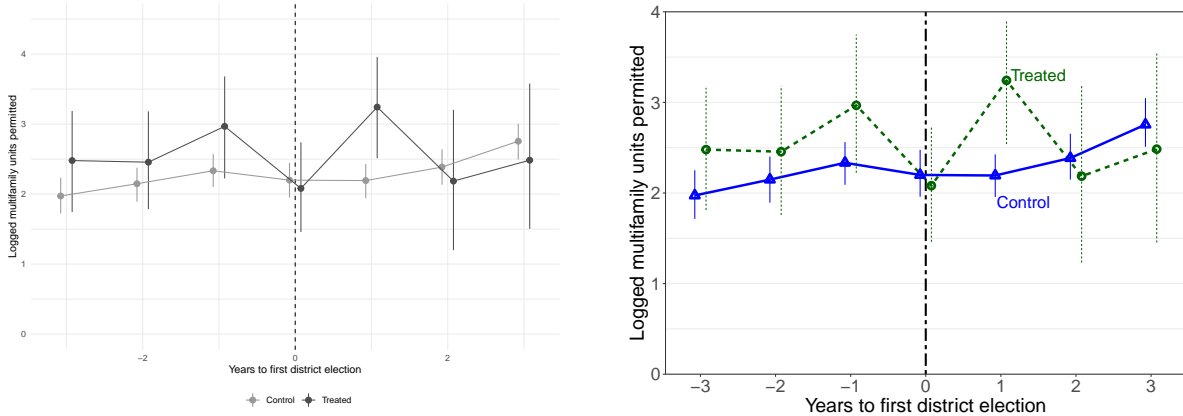 4
3
2
1
0
Logged multifamily units permitted
−2
0
2
Years to first district election
Control
Treated
4
3
2
1
0
Logged multifamily units permitted
Treated
Control
−3
−2
−1
0
1
2
3
Years to first district election